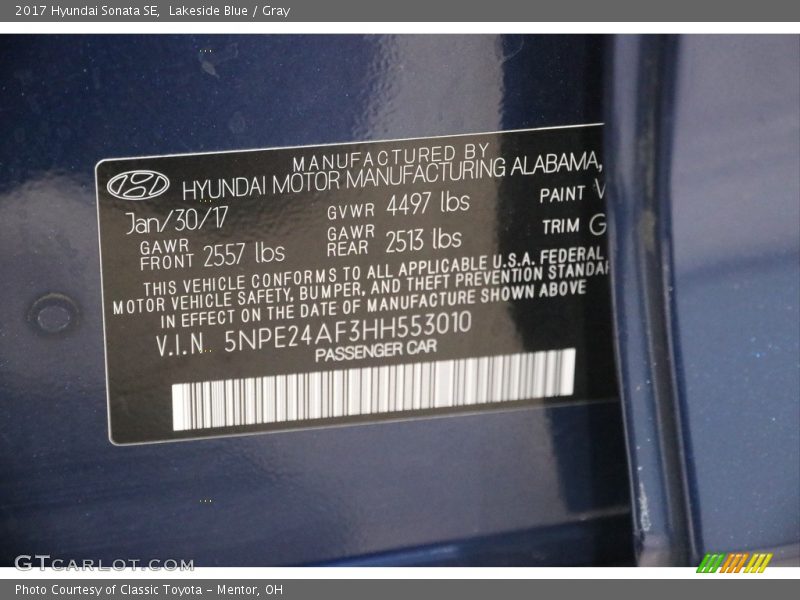 2017 Hyundai Sonata SE, Lakeside Blue / Gray
MANUFACTURED BY
HYUNDAI MOTOR MANUFACTURING ALABAMA,
Jan/30/17 GVWR 4497 lbs PAINT
GAWR FRONT 2557 lbs GAWR REAR 2513 lbs TRIM G
THIS VEHICLE CONFORMS TO ALL APPLICABLE U.S.A. FEDERAL
MOTOR VEHICLE SAFETY, BUMPER, AND THEFT PREVENTION STANDAR
IN EFFECT ON THE DATE OF MANUFACTURE SHOWN ABOVE
V.I.N. 5NPE24AF3HH553010
PASSENGER CAR
GTCARLOT.COM
Photo Courtesy of Classic Toyota - Mentor, OH